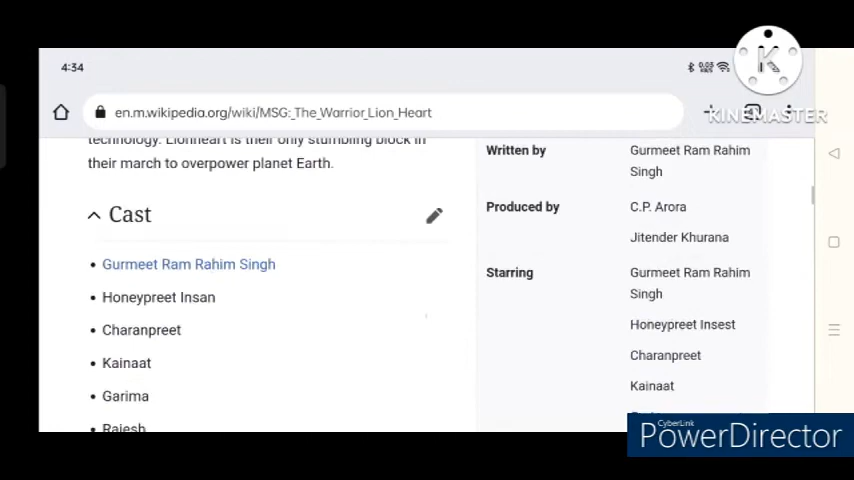 4:34
KINEMASTER
en.m.wikipedia.org/wiki/MSG:_The_Warrior_Lion_Heart
technology. Lionheart is their only stumbling block in
their march to overpower planet Earth.
Cast
• Gurmeet Ram Rahim Singh
• Honeypreet Insan
• Charanpreet
• Kainaat
• Garima
• Rajesh
Written by Gurmeet Ram Rahim
Singh
Produced by C.P. Arora
Jitender Khurana
Starring Gurmeet Ram Rahim
Singh
Honeypreet Insest
Charanpreet
Kainaat
CyberLink
PowerDirector